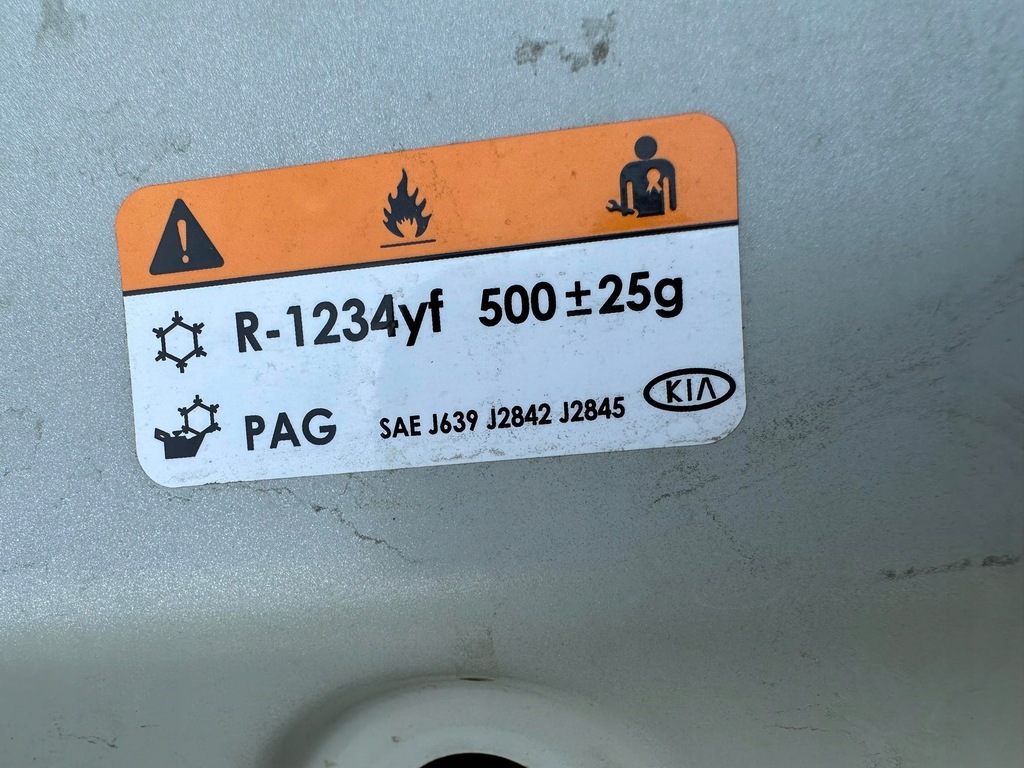 R-1234yf 500±25g
PAG SAE J639 J2842 J2845 KIA